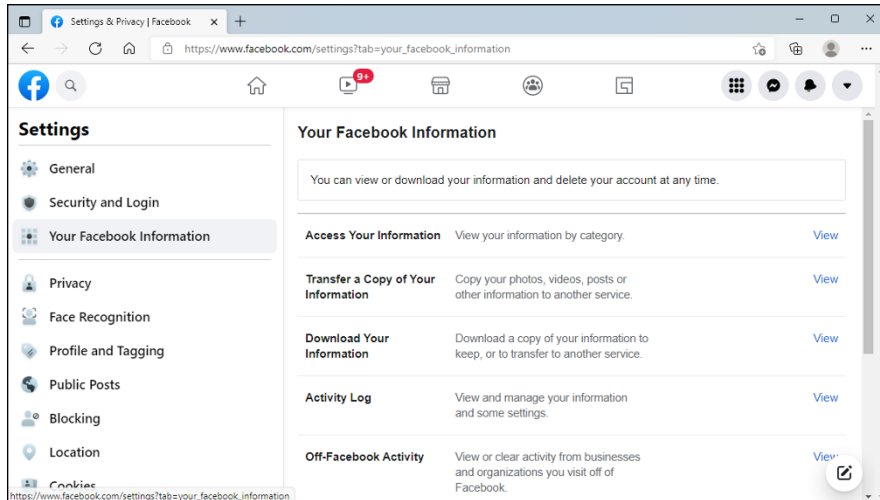 Settings & Privacy | Facebook
https://www.facebook.com/settings?tab=your_facebook_information
9+
Settings
General
Security and Login
Your Facebook Information
Privacy
Face Recognition
Profile and Tagging
Public Posts
Blocking
Location
Cookies
Your Facebook Information
You can view or download your information and delete your account at any time.
Access Your Information View your information by category. View
Transfer a Copy of Your Copy your photos, videos, posts or View
Information other information to another service.
Download Your Download a copy of your information to View
Information keep, or to transfer to another service.
Activity Log View and manage your information View
and some settings.
Off-Facebook Activity View or clear activity from businesses View
and organizations you visit off of
Facebook.
https://www.facebook.com/settings?tab=your_facebook_information